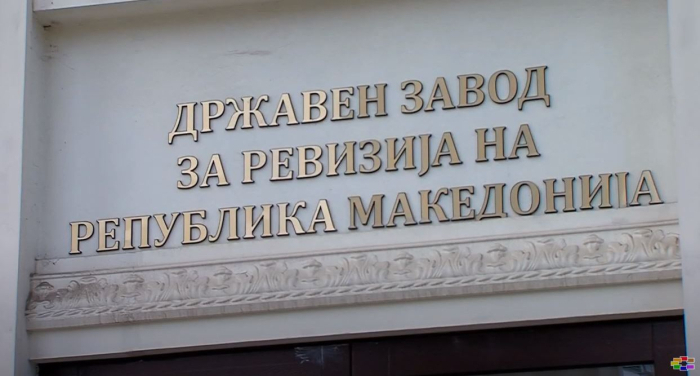 ДРЖАВЕН ЗАВОД
ЗА РЕВИЗИЈА НА
РЕПУБЛИКА МАКЕДОНИЈА